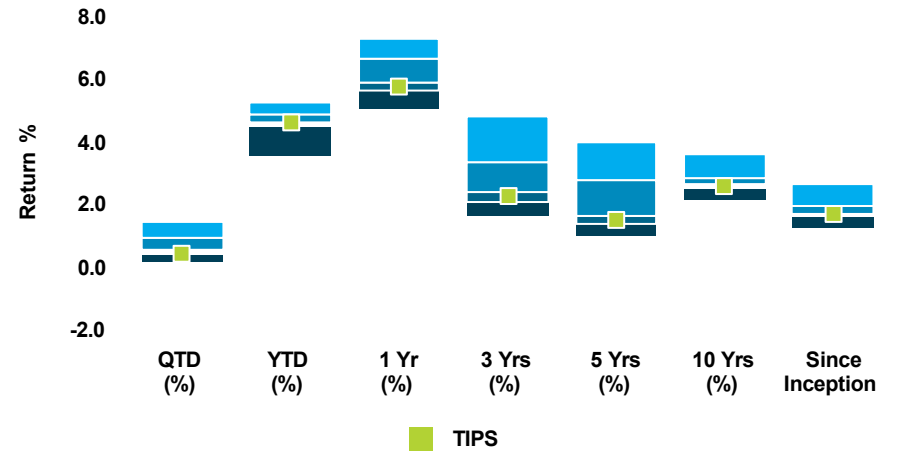 8.0
6.0
4.0
2.0
0.0
-2.0
Return %
QTD YTD 1 Yr 3 Yrs 5 Yrs 10 Yrs Since
(%) (%) (%) (%) (%) (%) Inception
TIPS